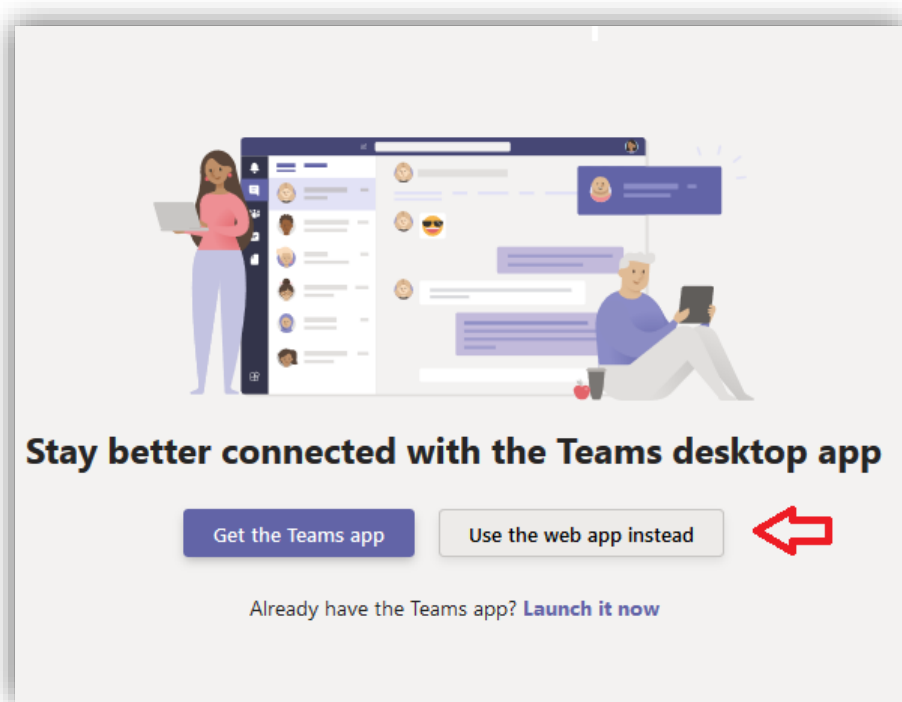 Stay better connected with the Teams desktop app
Get the Teams app
Use the web app instead
Already have the Teams app? Launch it now